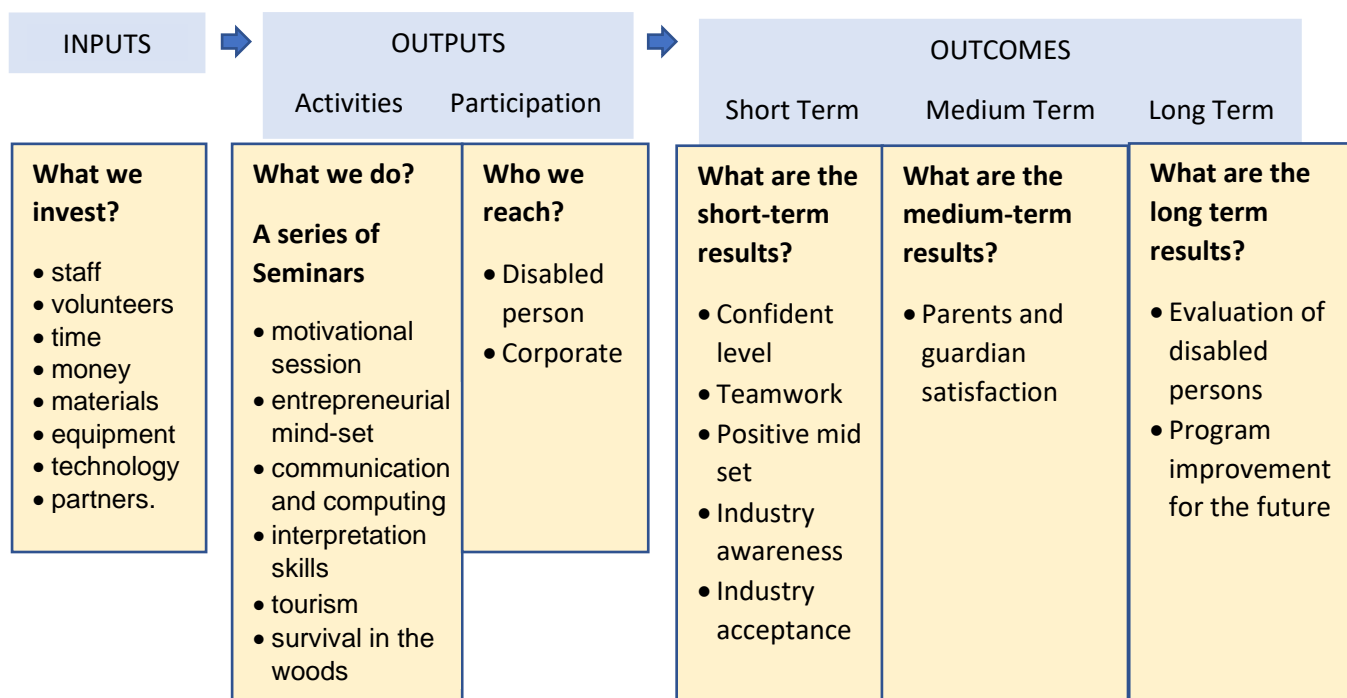 INPUTS
OUTPUTS
Activities Participation
OUTCOMES
Short Term Medium Term Long Term
What we
invest?
• staff
• volunteers
• time
• money
• materials
• equipment
• technology
• partners.
What we do?
A series of
Seminars
• motivational
session
• entrepreneurial
mind-set
• communication
and computing
• interpretation
skills
• tourism
• survival in the
woods
Who we
reach?
• Disabled
person
• Corporate
What are the
short-term
results?
• Confident
level
• Teamwork
• Positive mid
set
• Industry
awareness
• Industry
acceptance
What are the
medium-term
results?
• Parents and
guardian
satisfaction
What are the
long term
results?
• Evaluation of
disabled
persons
• Program
improvement
for the future